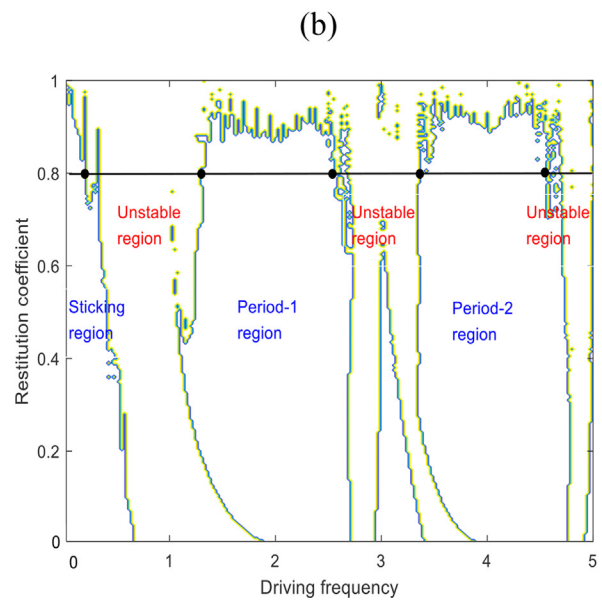 (b)
1
0.8
0.6
0.4
0.2
0
Restitution coefficient
Unstable
region
Unstable
region
Unstable
region
Sticking
region
Period-1
region
Period-2
region
0 1 2 3 4 5
Driving frequency